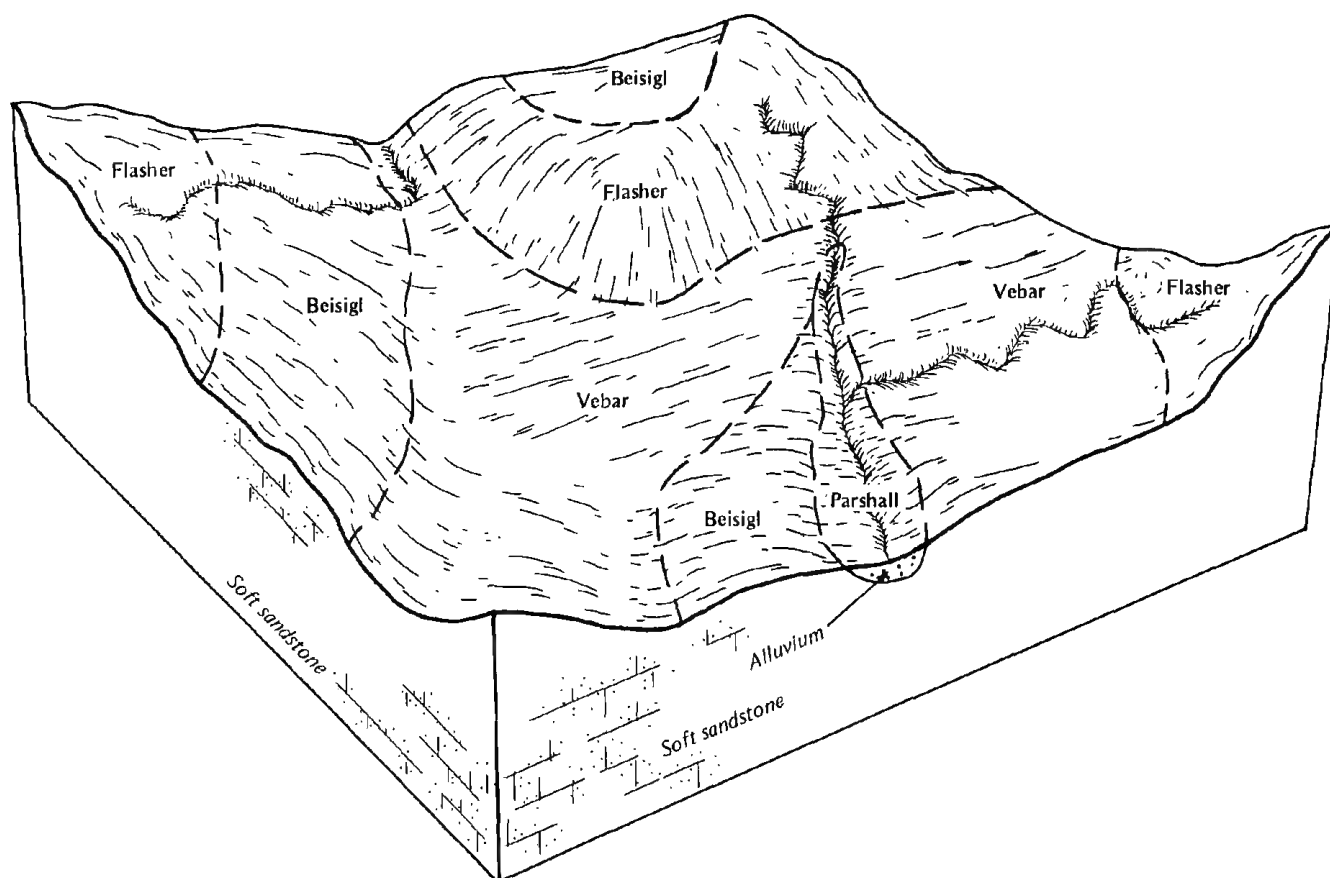 Beisigl
Flasher
Flasher
Beisigl
Vebar
Flasher
Vebar
Beisigl
Parshall
Alluvium
Soft sandstone
Soft sandstone